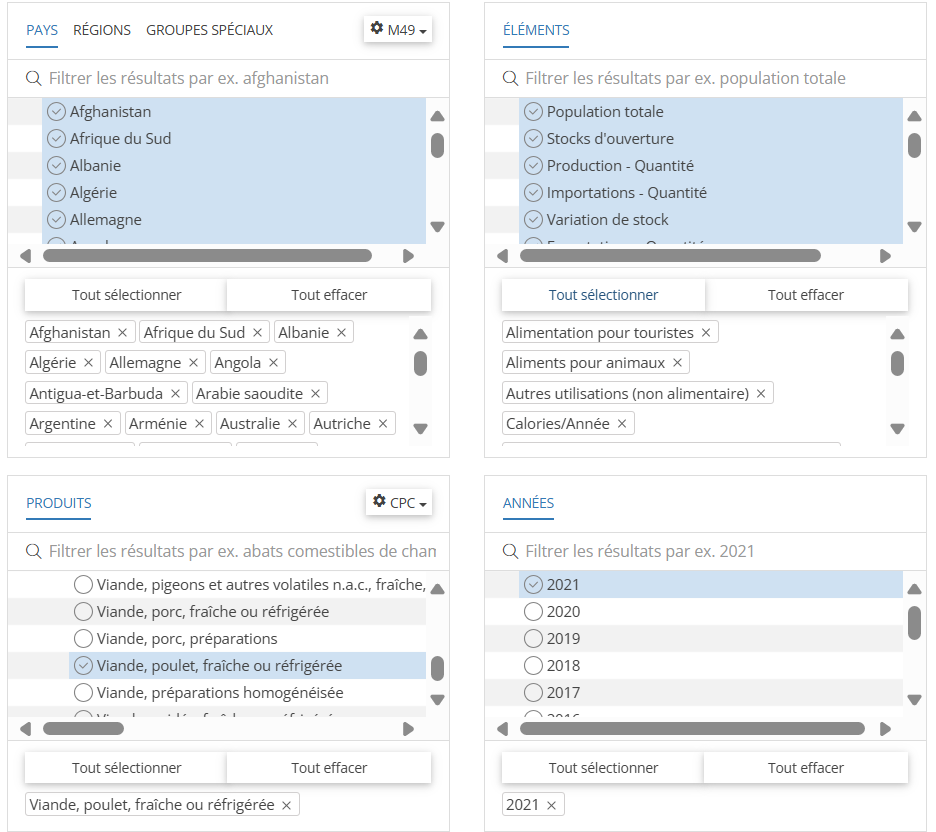 PAYS RÉGIONS GROUPES SPÉCIAUX M49
Filtrer les résultats par ex. afghanistan
Afghanistan
Afrique du Sud
Albanie
Algérie
Allemagne
Tout sélectionner Tout effacer
Afghanistan × Afrique du Sud × Albanie ×
Algérie × Allemagne × Angola ×
Antigua-et-Barbuda × Arabie saoudite ×
Argentine × Arménie × Australie × Autriche ×
ÉLÉMENTS
Filtrer les résultats par ex. population totale
Population totale
Stocks d'ouverture
Production - Quantité
Importations - Quantité
Variation de stock
Tout sélectionner Tout effacer
Alimentation pour touristes ×
Aliments pour animaux ×
Autres utilisations (non alimentaire) ×
Calories/Année ×
PRODUITS CPC
Filtrer les résultats par ex. abats comestibles de cham
Viande, pigeons et autres volatiles n.a.c., fraîche,
Viande, porc, fraîche ou réfrigérée
Viande, porc, préparations
Viande, poulet, fraîche ou réfrigérée
Viande, préparations homogénéisée
Tout sélectionner Tout effacer
Viande, poulet, fraîche ou réfrigérée ×
ANNÉES
Filtrer les résultats par ex. 2021
2021
2020
2019
2018
2017
2016
Tout sélectionner Tout effacer
2021 ×